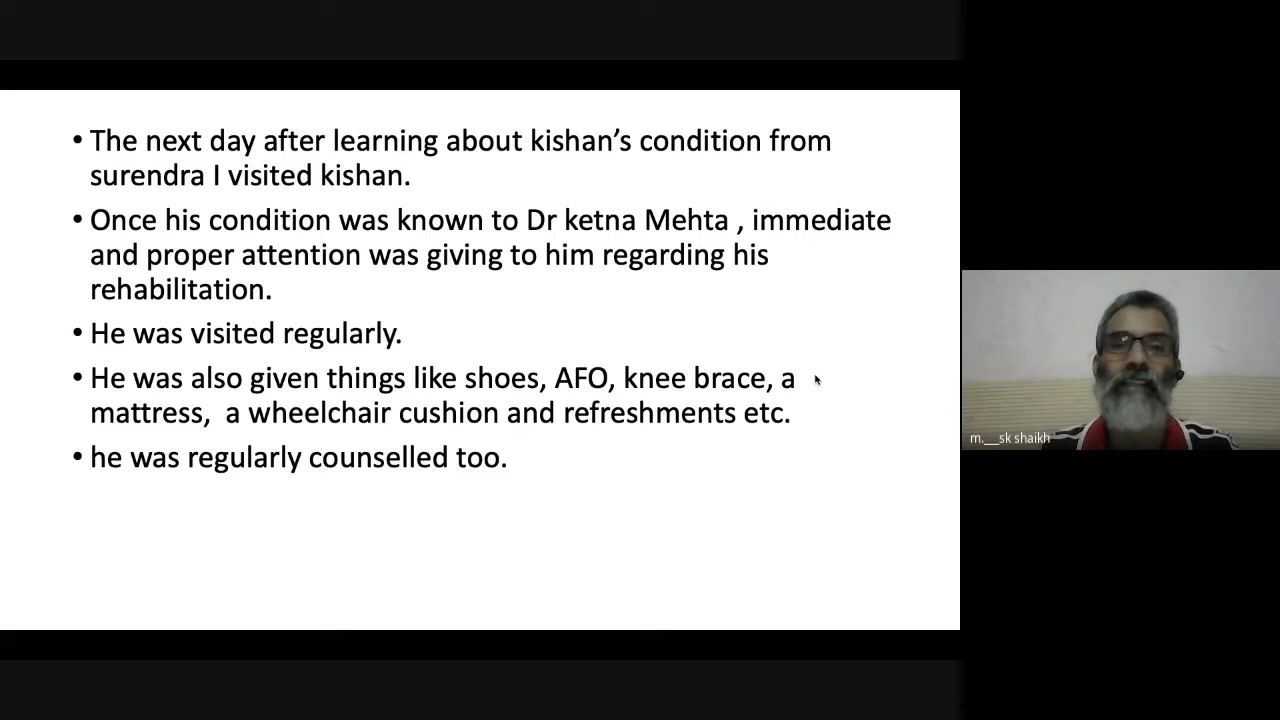 • The next day after learning about kishan’s condition from
surendra I visited kishan.
• Once his condition was known to Dr ketna Mehta , immediate
and proper attention was giving to him regarding his
rehabilitation.
• He was visited regularly.
• He was also given things like shoes, AFO, knee brace, a
mattress,  a wheelchair cushion and refreshments etc.
• he was regularly counselled too.
m.__sk shaikh